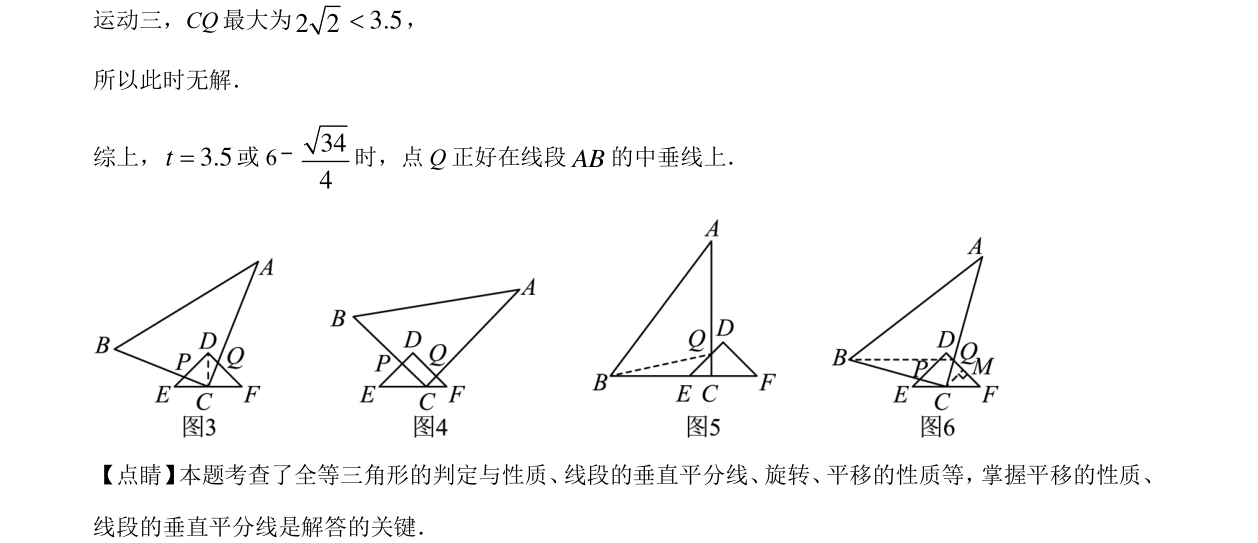 运动三，CQ最大为2√2＜3.5，
所以此时无解．
综上，t＝3.5或6－√34/4时，点Q正好在线段AB的中垂线上．
A B D P Q E C F
图3
A B D P Q E C F
图4
A Q D B E C F
图5
A B D Q P M E C F
图6
【点睛】本题考查了全等三角形的判定与性质、线段的垂直平分线、旋转、平移的性质等，掌握平移的性质、
线段的垂直平分线是解答的关键．